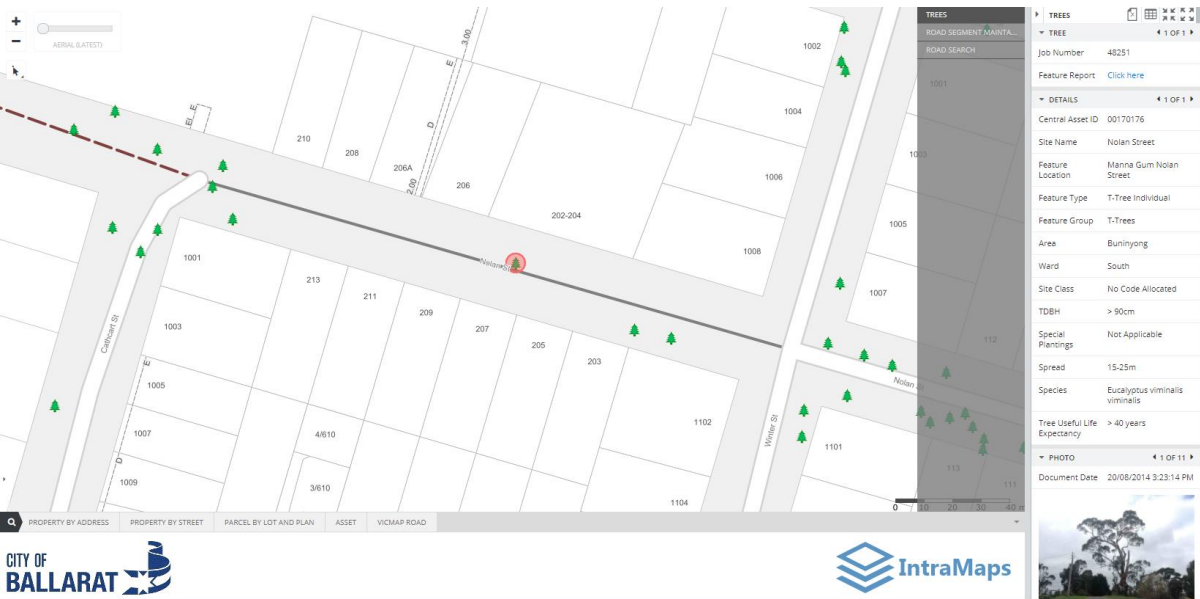 +
−
AERIAL (LATEST)
TREES
ROAD SEGMENT MAINTA...
ROAD SEARCH
3.00
E
D
2.00
E
E
1002
1001
1004
1003
210
208
206A
206
1006
202-204
1005
1008
Nolan St
1001
213
211
209
207
205
203
1007
112
1003
Cathcart St
E
1005
Nolan S
1007
4/610
1102
Winter St
1101
D
1009
3/610
1104
113
111
0 10 20 30 40 m
PROPERTY BY ADDRESS
PROPERTY BY STREET
PARCEL BY LOT AND PLAN
ASSET
VICMAP ROAD
CITY OF
BALLARAT
IntraMaps
TREES
TREE 1 OF 1
Job Number 48251
Feature Report Click here
DETAILS 1 OF 1
Central Asset ID 00170176
Site Name Nolan Street
Feature Location Manna Gum Nolan Street
Feature Type T-Tree Individual
Feature Group T-Trees
Area Buninyong
Ward South
Site Class No Code Allocated
TDBH > 90cm
Special Plantings Not Applicable
Spread 15-25m
Species Eucalyptus viminalis viminalis
Tree Useful Life Expectancy > 40 years
PHOTO 1 OF 11
Document Date 20/08/2014 3:23:14 PM